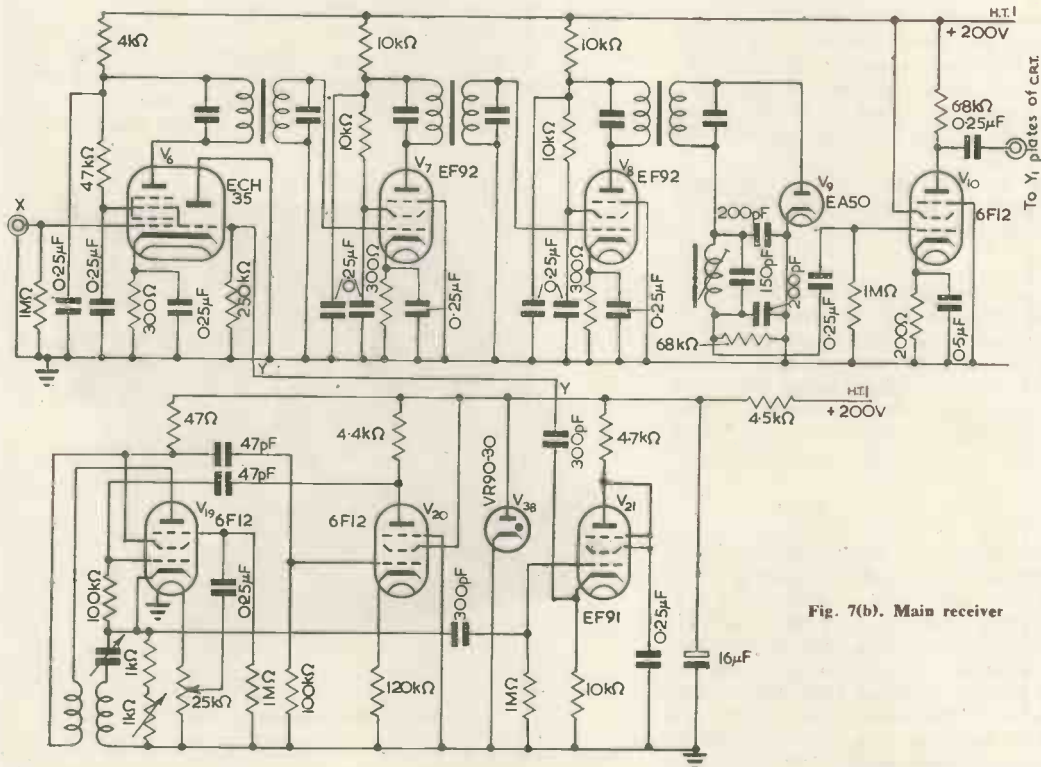 H.T.1
+ 200V
4kΩ
10kΩ
10kΩ
68kΩ
0·25µF
To Y₁ plates of C.R.T.
47kΩ
V₆
ECH
35
10kΩ
V₇
EF92
10kΩ
V₈
EF92
V₉
EA50
V₁₀
6F12
X
1MΩ
0·25µF
0·25µF
300Ω
0·25µF
250kΩ
0·25µF
300Ω
0·25µF
0·25µF
300Ω
0·25µF
200pF
150pF
200pF
68kΩ
0·25µF
1MΩ
200Ω
0·5µF
Y
Y
47Ω
47pF
47pF
4·4kΩ
VR90-30
300pF
4·7kΩ
4·5kΩ
H.T.1
+ 200V
V₁₉
6F12
6F12
V₂₀
V₃₈
V₂₁
EF91
100kΩ
0·25µF
1kΩ
1kΩ
25kΩ
1MΩ
100kΩ
120kΩ
300pF
1MΩ
10kΩ
0·25µF
16µF
Fig. 7(b). Main receiver